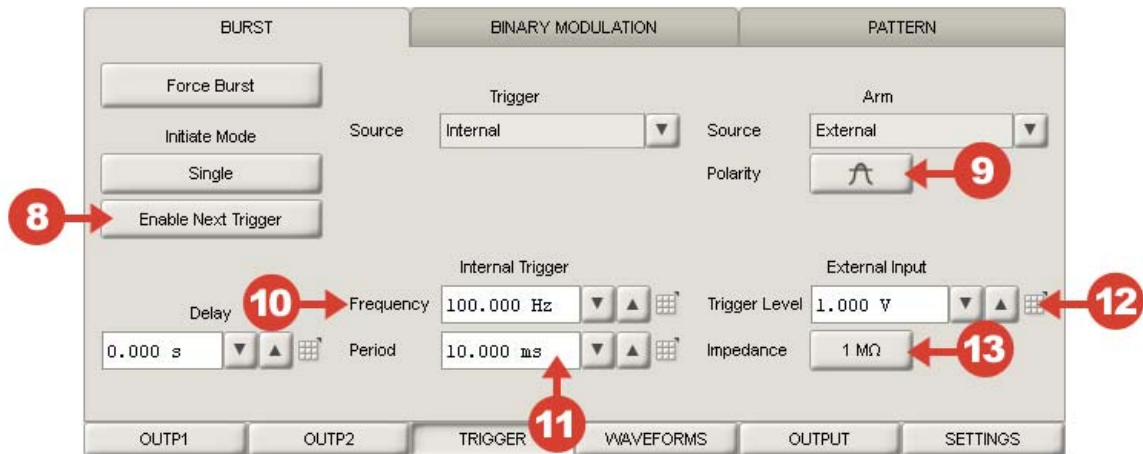 BURST
BINARY MODULATION
PATTERN
Force Burst
Trigger
Arm
Initiate Mode
Source
Internal
Source
External
Single
Polarity
9
8
Enable Next Trigger
Internal Trigger
External Input
10
Frequency
100.000 Hz
Trigger Level
1.000 V
12
Delay
0.000 s
Period
10.000 ms
Impedance
1 MΩ
13
11
OUTP1
OUTP2
TRIGGER
WAVEFORMS
OUTPUT
SETTINGS